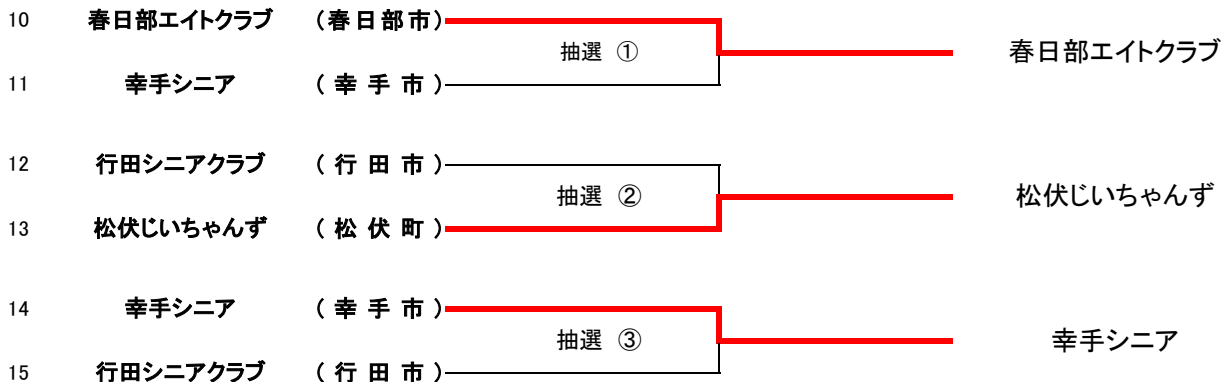 10 春日部エイトクラブ (春日部市)
抽選 ① 春日部エイトクラブ
11 幸手シニア (幸手市)
12 行田シニアクラブ (行田市)
抽選 ② 松伏じいちゃんず
13 松伏じいちゃんず (松伏町)
14 幸手シニア (幸手市)
抽選 ③ 幸手シニア
15 行田シニアクラブ (行田市)